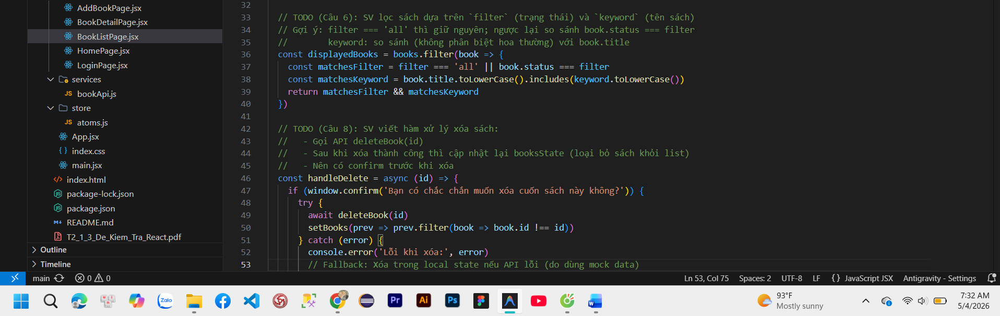 AddBookPage.jsx
BookDetailPage.jsx
BookListPage.jsx
HomePage.jsx
LoginPage.jsx
services
JS bookApi.js
store
JS atoms.js
App.jsx
{} index.css
main.jsx
</> index.html
package-lock.json
package.json
M↓ README.md
T2_1_3_De_Kiem_Tra_React.pdf
Outline
Timeline
32
33 // TODO (Câu 6): SV lọc sách dựa trên `filter` (trạng thái) và `keyword` (tên sách)
34 // Gợi ý: filter === 'all' thì giữ nguyên; ngược lại so sánh book.status === filter
35 //        keyword: so sánh (không phân biệt hoa thường) với book.title
36 const displayedBooks = books.filter(book => {
37   const matchesFilter = filter === 'all' || book.status === filter
38   const matchesKeyword = book.title.toLowerCase().includes(keyword.toLowerCase())
39   return matchesFilter && matchesKeyword
40 })
41
42 // TODO (Câu 8): SV viết hàm xử lý xóa sách:
43 //   - Gọi API deleteBook(id)
44 //   - Sau khi xóa thành công thì cập nhật lại booksState (loại bỏ sách khỏi list)
45 //   - Nên có confirm trước khi xóa
46 const handleDelete = async (id) => {
47   if (window.confirm('Bạn có chắc chắn muốn xóa cuốn sách này không?')) {
48     try {
49       await deleteBook(id)
50       setBooks(prev => prev.filter(book => book.id !== id))
51     } catch (error) {
52       console.error('Lỗi khi xóa:', error)
53       // Fallback: Xóa trong local state nếu API lỗi (do dùng mock data)
main 0 0 Ln 53, Col 75 Spaces: 2 UTF-8 LF {} JavaScript JSX Antigravity - Settings
Zalo Pr Ai Ps W
93°F
Mostly sunny
7:32 AM
5/4/2026